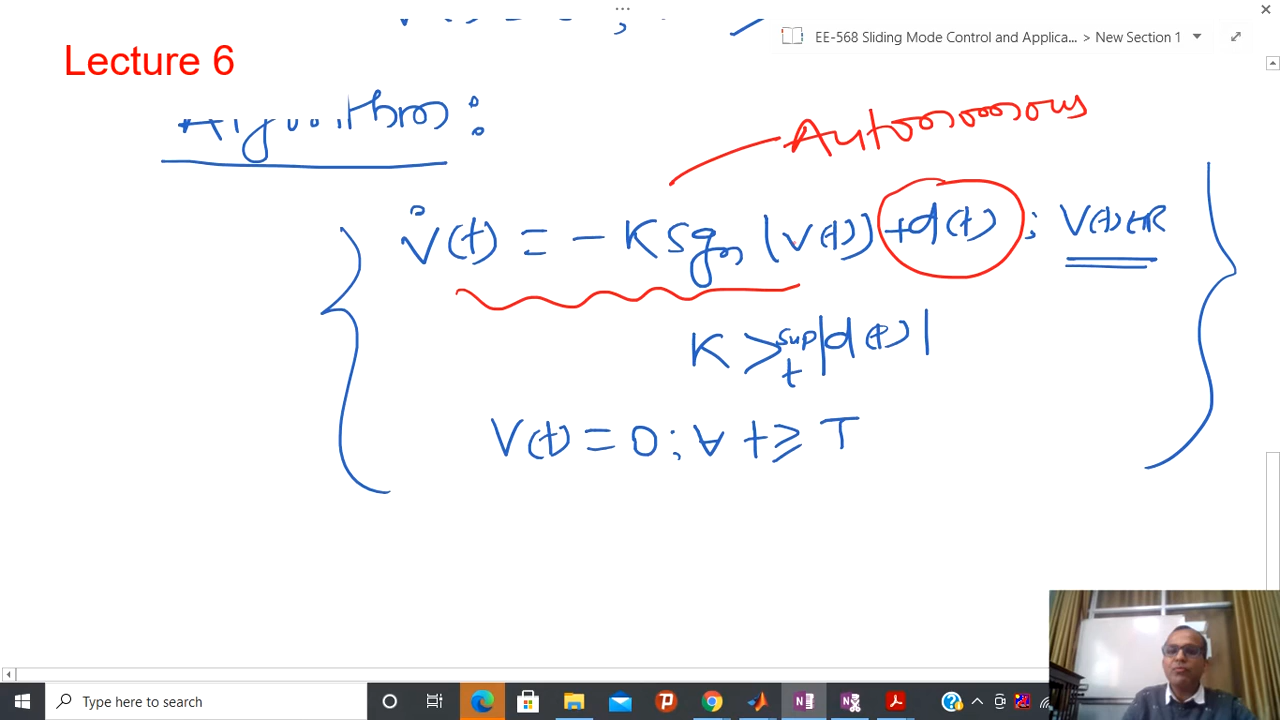 EE-568 Sliding Mode Control and Applica... > New Section 1
Lecture 6
Algorithm:
Autonomous
V̇(t) = - K sgn (V(t)) + d(t) ; V(t) ∈ R
K > sup |d(t)|
t
V(t) = 0 ; ∀ t ≥ T
Type here to search